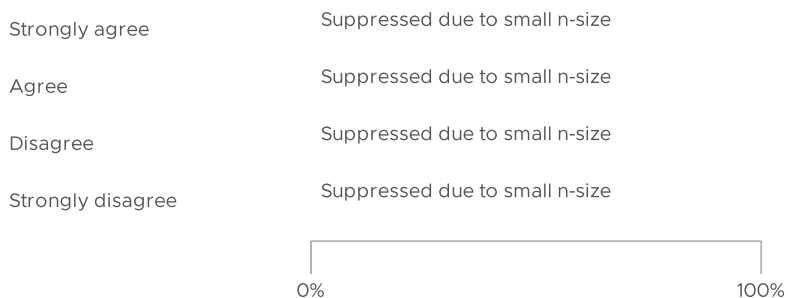 Strongly agree Suppressed due to small n-size
Agree Suppressed due to small n-size
Disagree Suppressed due to small n-size
Strongly disagree Suppressed due to small n-size
0% 100%